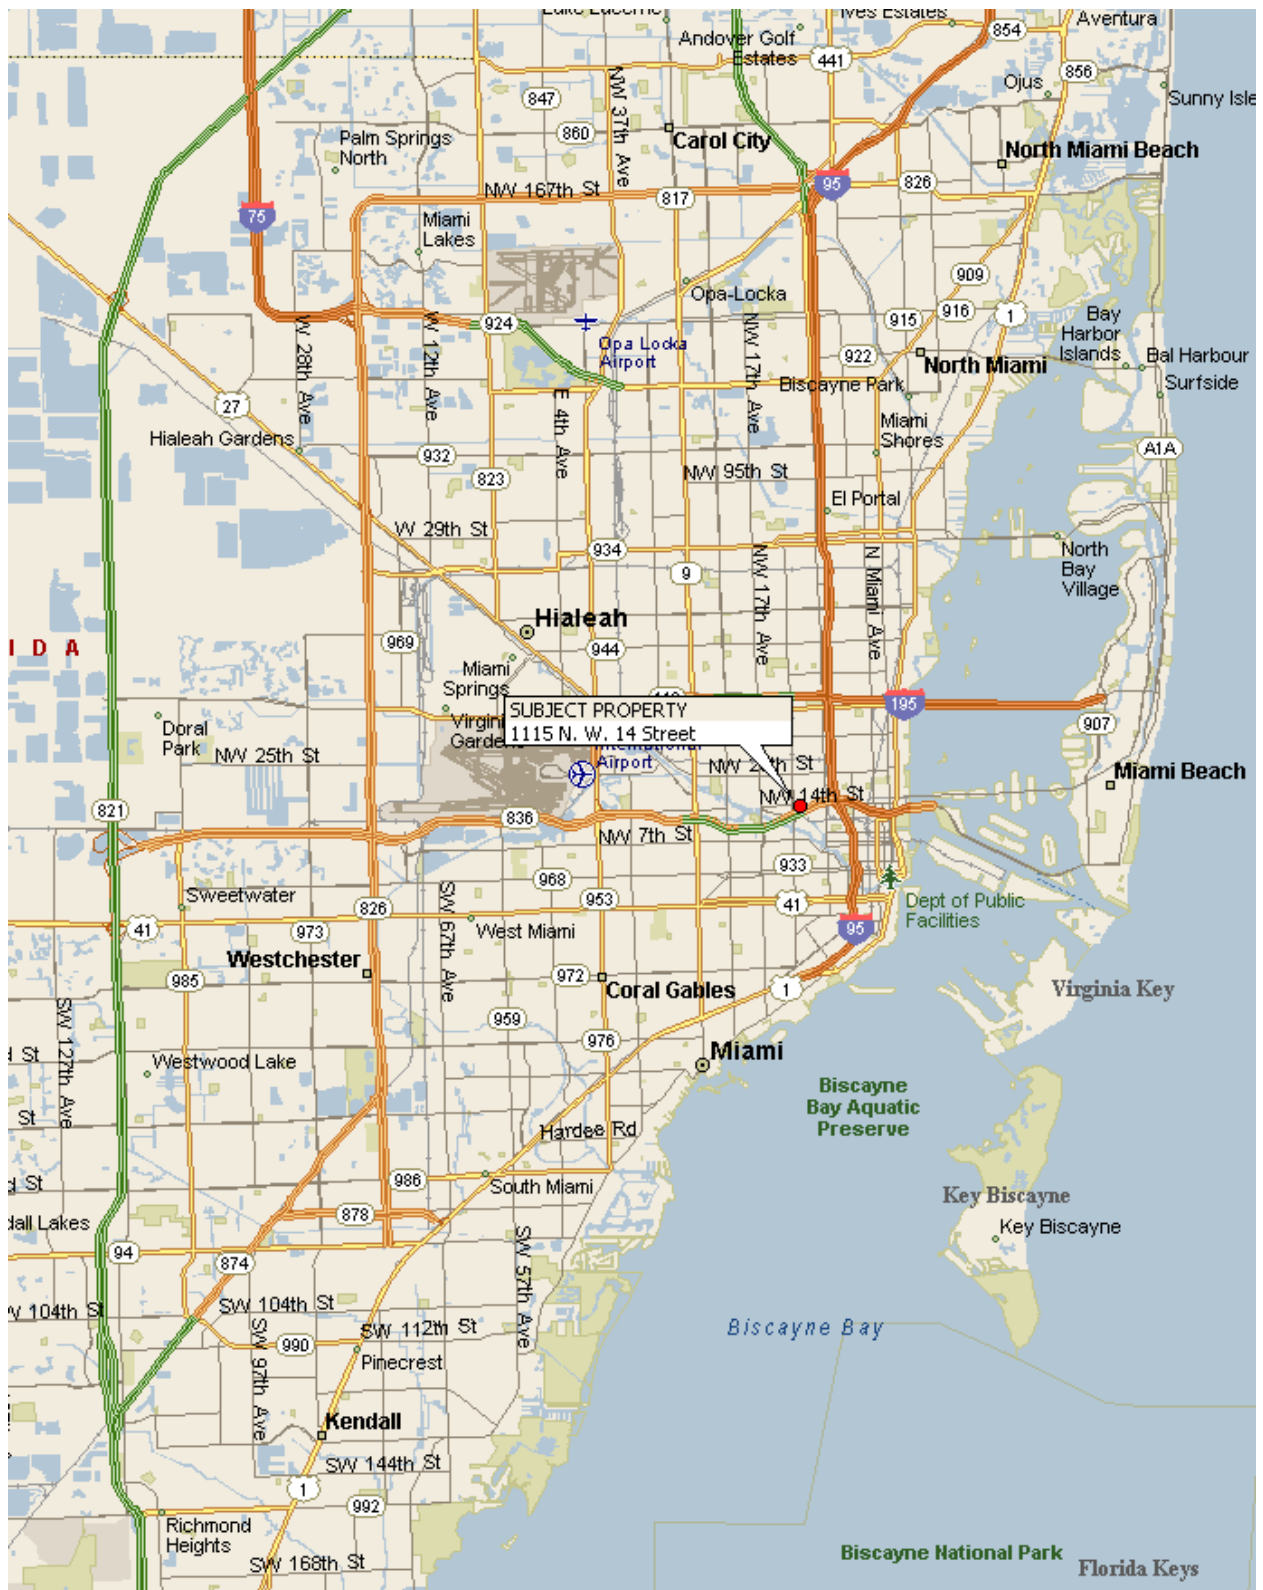 Ives Estates
Aventura
Andover Golf
Estates
854
441
856
Ojus
847
Sunny Isle
NW 37th Ave
860
Carol City
Palm Springs
North
North Miami Beach
NW 167th St
95
826
817
75
Miami
Lakes
909
Opa-Locka
916
915
1
Bay
Harbor
Islands
924
W 28th Ave
W 12th Ave
NW 17th Ave
Opa Locka
Airport
922
North Miami
Bal Harbour
Surfside
Biscayne Park
27
E 4th Ave
Miami
Shores
Hialeah Gardens
932
A1A
823
NW 95th St
El Portal
W 29th St
934
N Miami Ave
NW 17th Ave
North
Bay
Village
9
Hialeah
969
944
I D A
Miami
Springs
195
SUBJECT PROPERTY
1115 N. W. 14 Street
907
Doral
Park
NW 25th St
Airport
Miami Beach
NW 14th St
821
836
NW 7th St
933
968
Sweetwater
SW 67th Ave
953
41
826
Dept of Public
Facilities
41
973
West Miami
95
Westchester
972
985
Coral Gables
1
Virginia Key
SW 127th Ave
959
976
St
Westwood Lake
Miami
Biscayne
Bay Aquatic
Preserve
St
Hardee Rd
St
986
South Miami
Key Biscayne
878
dall Lakes
Key Biscayne
94
874
SW 57th Ave
104th St
SW 104th St
SW 112th St
Biscayne Bay
990
SW 97th Ave
Pinecrest
Kendall
SW 144th St
1
992
Richmond
Heights
Biscayne National Park
SW 168th St
Florida Keys